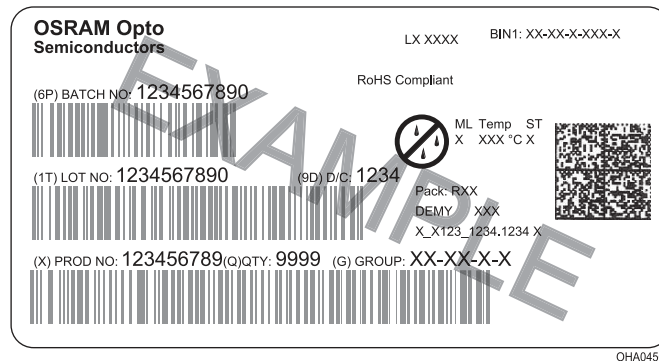 OSRAM Opto
Semiconductors
LX XXXX
BIN1: XX-XX-X-XXX-X
RoHS Compliant
(6P) BATCH NO: 1234567890
ML Temp ST
X XXX °C X
(1T) LOT NO: 1234567890 (9D) D/C: 1234
Pack: RXX
DEMY XXX
X_X123_1234.1234 X
(X) PROD NO: 123456789(Q)QTY: 9999 (G) GROUP: XX-XX-X-X
EXAMPLE
OHA045